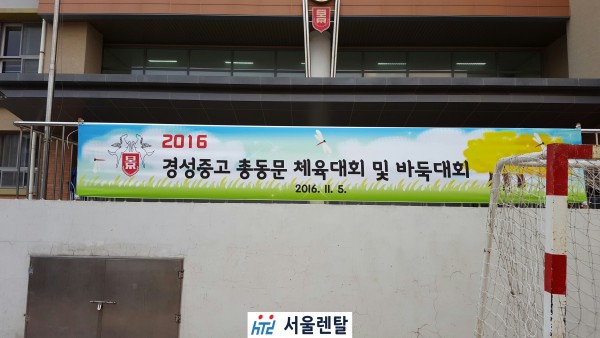 2016
경성중고 총동문 체육대회 및 바둑대회
2016. 11. 5.
서울렌탈